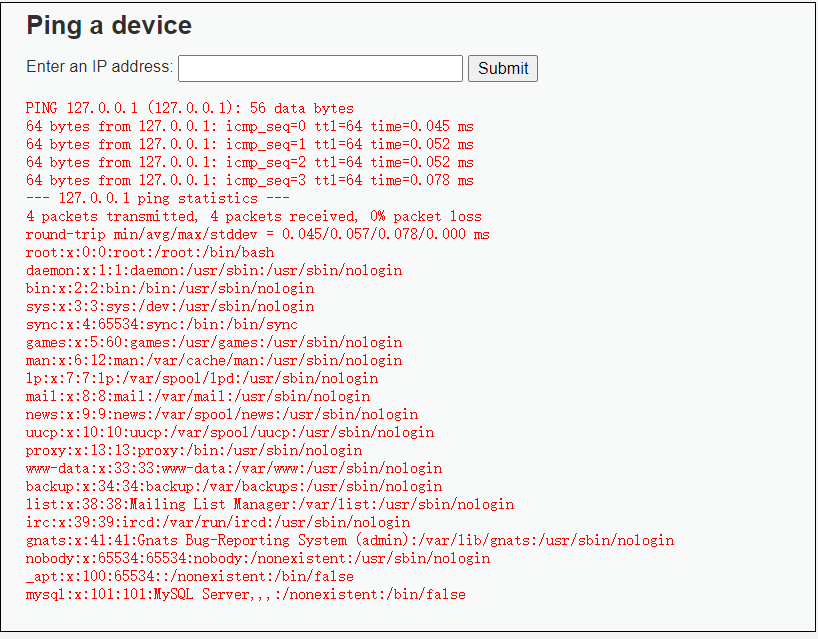 Ping a device
Enter an IP address: Submit
PING 127.0.0.1 (127.0.0.1): 56 data bytes
64 bytes from 127.0.0.1: icmp_seq=0 ttl=64 time=0.045 ms
64 bytes from 127.0.0.1: icmp_seq=1 ttl=64 time=0.052 ms
64 bytes from 127.0.0.1: icmp_seq=2 ttl=64 time=0.052 ms
64 bytes from 127.0.0.1: icmp_seq=3 ttl=64 time=0.078 ms
--- 127.0.0.1 ping statistics ---
4 packets transmitted, 4 packets received, 0% packet loss
round-trip min/avg/max/stddev = 0.045/0.057/0.078/0.000 ms
root:x:0:0:root:/root:/bin/bash
daemon:x:1:1:daemon:/usr/sbin:/usr/sbin/nologin
bin:x:2:2:bin:/bin:/usr/sbin/nologin
sys:x:3:3:sys:/dev:/usr/sbin/nologin
sync:x:4:65534:sync:/bin:/bin/sync
games:x:5:60:games:/usr/games:/usr/sbin/nologin
man:x:6:12:man:/var/cache/man:/usr/sbin/nologin
lp:x:7:7:lp:/var/spool/lpd:/usr/sbin/nologin
mail:x:8:8:mail:/var/mail:/usr/sbin/nologin
news:x:9:9:news:/var/spool/news:/usr/sbin/nologin
uucp:x:10:10:uucp:/var/spool/uucp:/usr/sbin/nologin
proxy:x:13:13:proxy:/bin:/usr/sbin/nologin
www-data:x:33:33:www-data:/var/www:/usr/sbin/nologin
backup:x:34:34:backup:/var/backups:/usr/sbin/nologin
list:x:38:38:Mailing List Manager:/var/list:/usr/sbin/nologin
irc:x:39:39:ircd:/var/run/ircd:/usr/sbin/nologin
gnats:x:41:41:Gnats Bug-Reporting System (admin):/var/lib/gnats:/usr/sbin/nologin
nobody:x:65534:65534:nobody:/nonexistent:/usr/sbin/nologin
_apt:x:100:65534::/nonexistent:/bin/false
mysql:x:101:101:MySQL Server,,,:/nonexistent:/bin/false